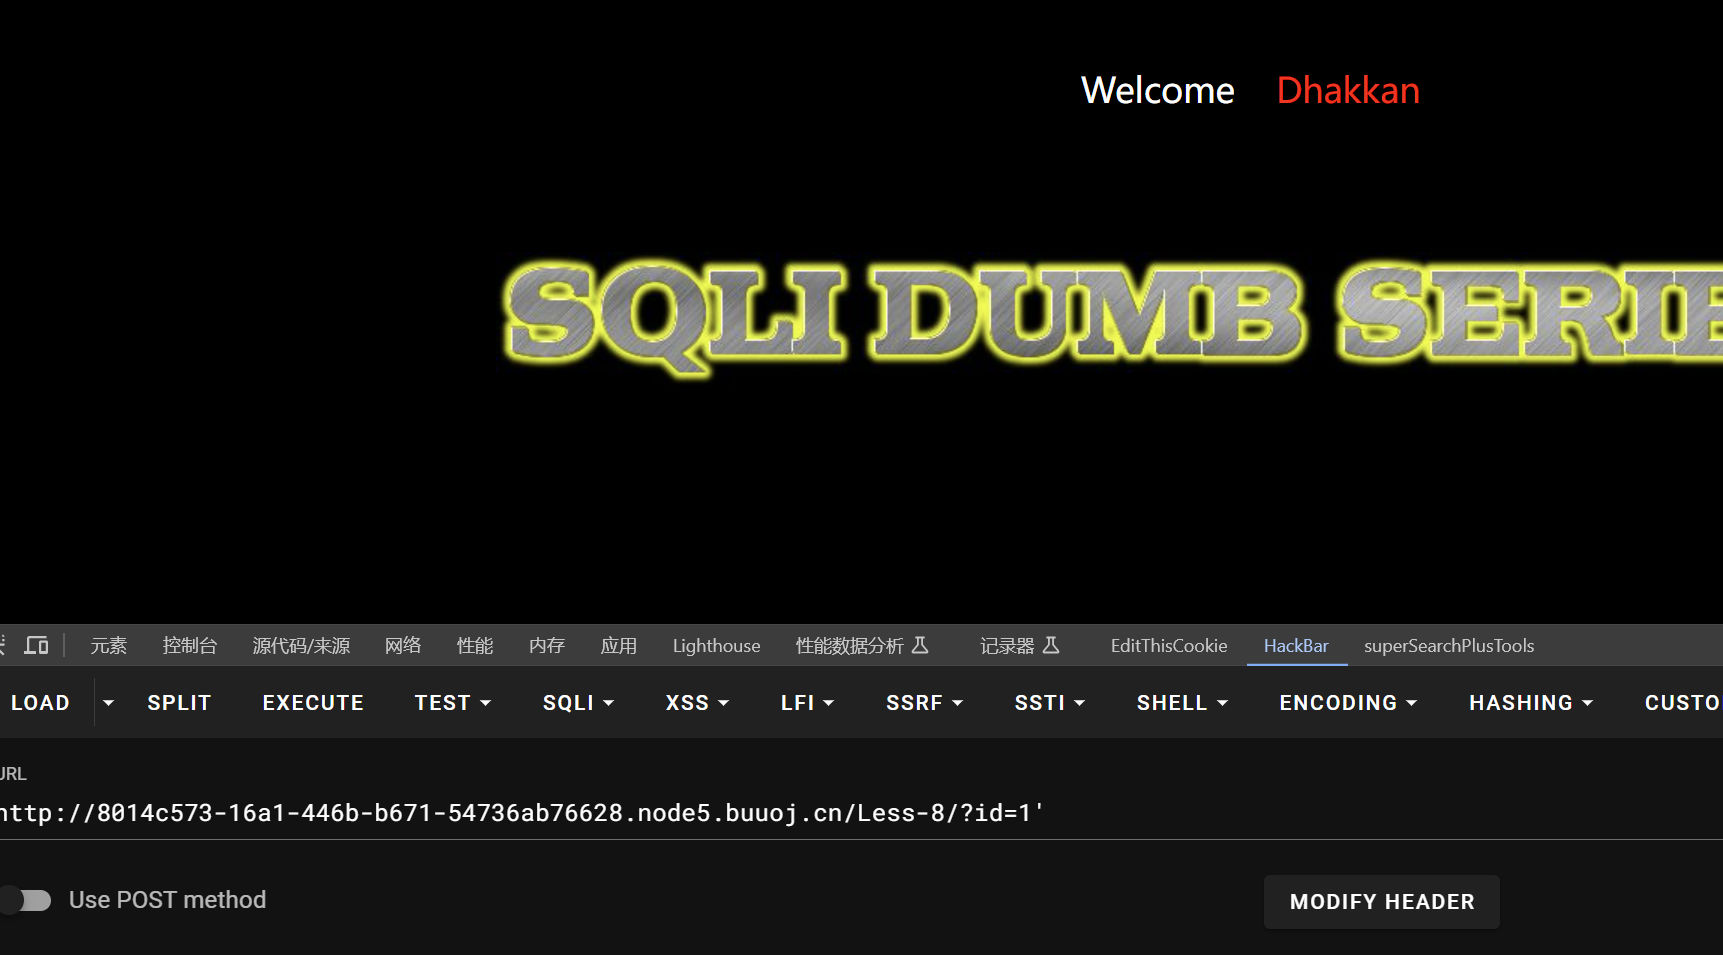 Welcome Dhakkan
SQLI DUMB SERIE
元素 控制台 源代码/来源 网络 性能 内存 应用 Lighthouse 性能数据分析 记录器 EditThisCookie HackBar superSearchPlusTools
LOAD SPLIT EXECUTE TEST SQLI XSS LFI SSRF SSTI SHELL ENCODING HASHING CUSTO
URL
http://8014c573-16a1-446b-b671-54736ab76628.node5.buuoj.cn/Less-8/?id=1'
Use POST method MODIFY HEADER